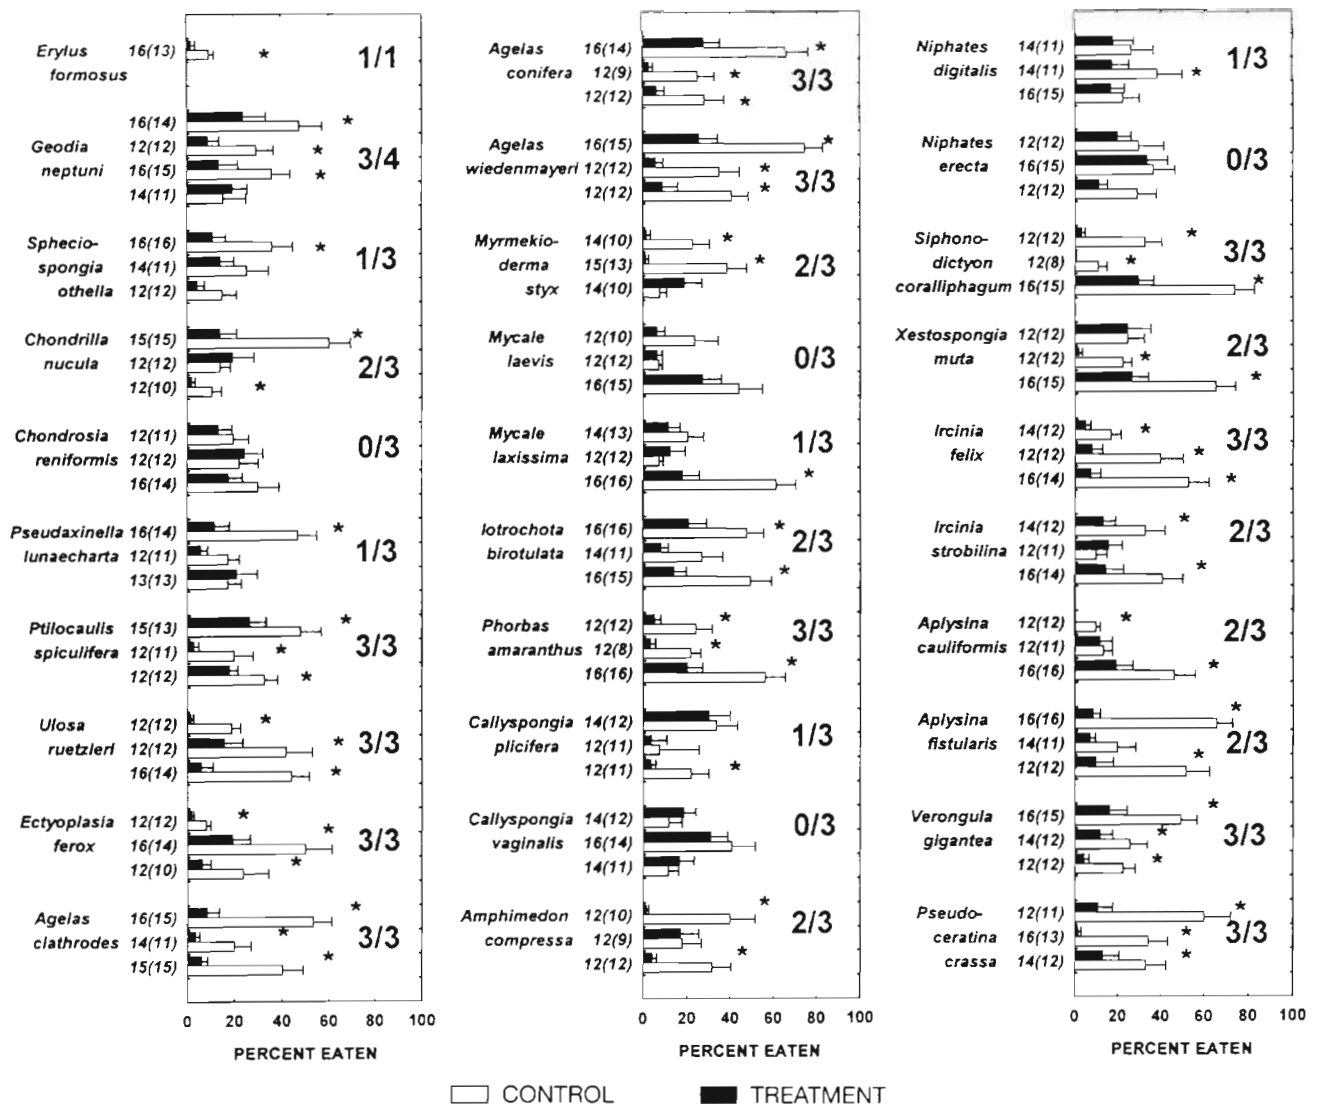 Erylus 16(13) * 1/1
formosus
16(14) *
Geodia 12(12) * 3/4
neptuni 16(15) *
14(11)
Sphecio- 16(16) * 1/3
spongia 14(11)
othella 12(12)
Chondrilla 15(15) *
nucula 12(12) 2/3
12(10) *
Chondrosia 12(11) 0/3
reniformis 12(12)
16(14)
Pseudaxinella 16(14) * 1/3
lunaecharta 12(11)
13(13)
Ptilocaulis 15(13) * 3/3
spiculifera 12(11) *
12(12) *
Ulosa 12(12) * 3/3
ruetzleri 12(12) *
16(14) *
Ectyoplasia 12(12) * 3/3
ferox 16(14) *
12(10) *
Agelas 16(15) * 3/3
clathrodes 14(11) *
15(15) *
0 20 40 60 80 100
PERCENT EATEN
Agelas 16(14) * 3/3
conifera 12(9) *
12(12) *
Agelas 16(15) * 3/3
wiedenmayeri 12(12) *
12(12) *
Myrmekio- 14(10) * 2/3
derma 15(13) *
styx 14(10)
Mycale 12(10) 0/3
laevis 12(12)
16(15)
Mycale 14(13) 1/3
laxissima 12(12)
16(16) *
Iotrochota 16(16) * 2/3
birotulata 14(11)
16(15) *
Phorbas 12(12) * 3/3
amaranthus 12(8) *
16(16) *
Callyspongia 14(12) 1/3
plicifera 12(11)
12(11) *
Callyspongia 14(12) 0/3
vaginalis 16(14)
14(11)
Amphimedon 12(10) * 2/3
compressa 12(9)
12(12) *
0 20 40 60 80 100
PERCENT EATEN
Niphates 14(11) 1/3
digitalis 14(11) *
16(15)
Niphates 12(12) 0/3
erecta 16(15)
12(12)
Siphono- 12(12) * 3/3
dictyon 12(8) *
coralliphagum 16(15) *
Xestospongia 12(12) 2/3
muta 12(12) *
16(15) *
Ircinia 14(12) * 3/3
felix 12(12) *
16(14) *
Ircinia 14(12) * 2/3
strobilina 12(11)
16(14) *
Aplysina 12(12) * 2/3
cauliformis 12(11)
16(16) *
Aplysina 16(16) * 2/3
fistularis 14(11)
12(12) *
Verongula 16(15) * 3/3
gigantea 14(12) *
12(12) *
Pseudo- 12(11) * 3/3
ceratina 16(13) *
crassa 14(12) *
0 20 40 60 80 100
PERCENT EATEN
CONTROL TREATMENT